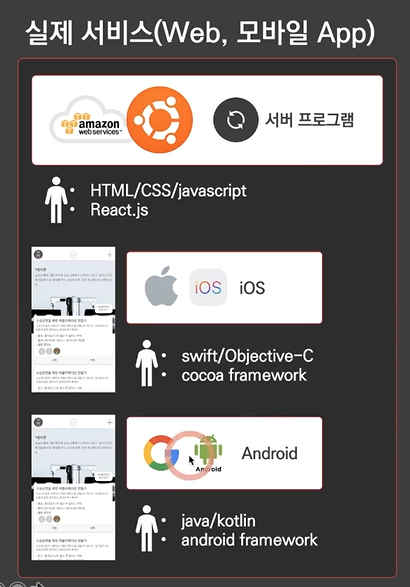 실제 서비스(Web, 모바일 App)
amazon
web services™
서버 프로그램
HTML/CSS/javascript
React.js
iOS
iOS
swift/Objective-C
cocoa framework
Android
Android
java/kotlin
android framework